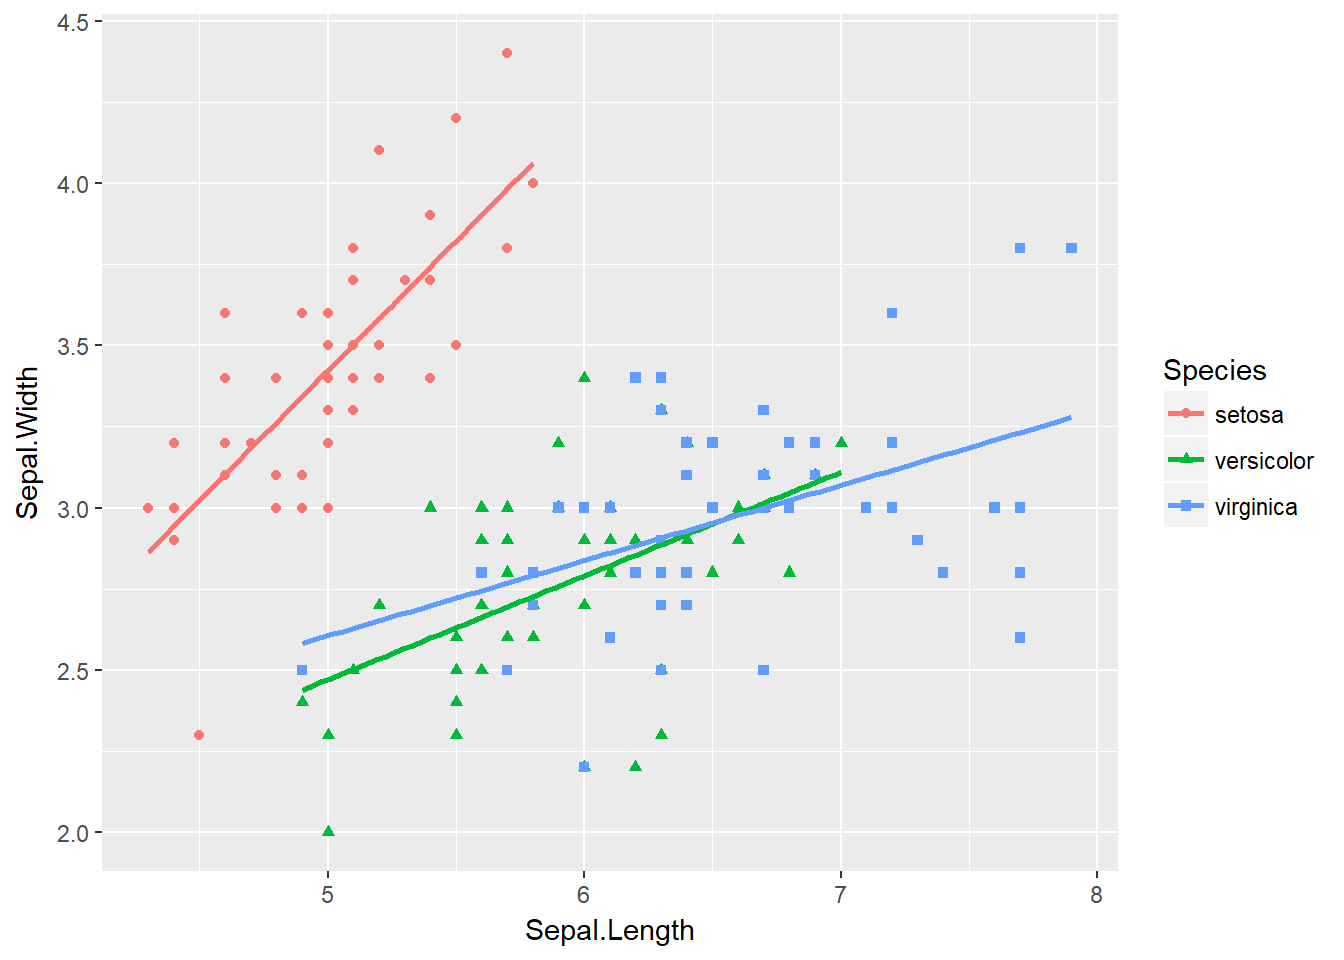 4.5
4.0
3.5
3.0
2.5
2.0
Sepal.Width
5 6 7 8
Sepal.Length
Species
setosa
versicolor
virginica